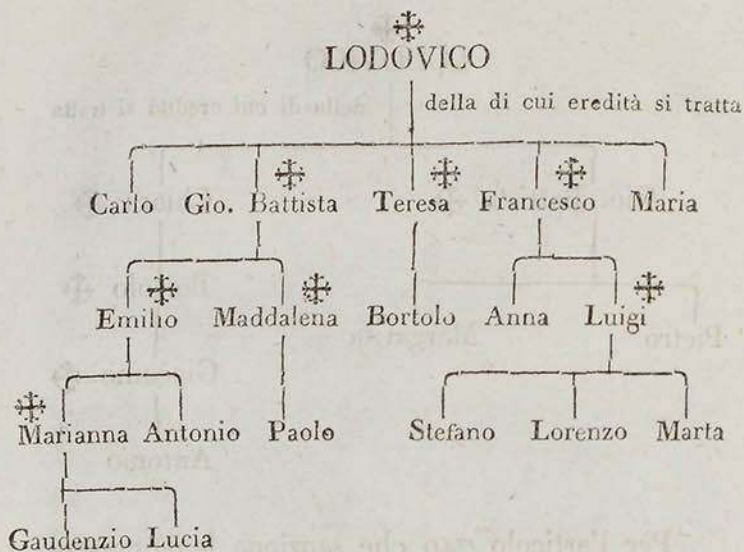 LODOVICO
della di cui eredità si tratta
Carlo Gio. Battista Teresa Francesco Maria
Emilio Maddalena Bortolo Anna Luigi
Marianna Antonio Paolo Stefano Lorenzo Marta
Gaudenzio Lucia